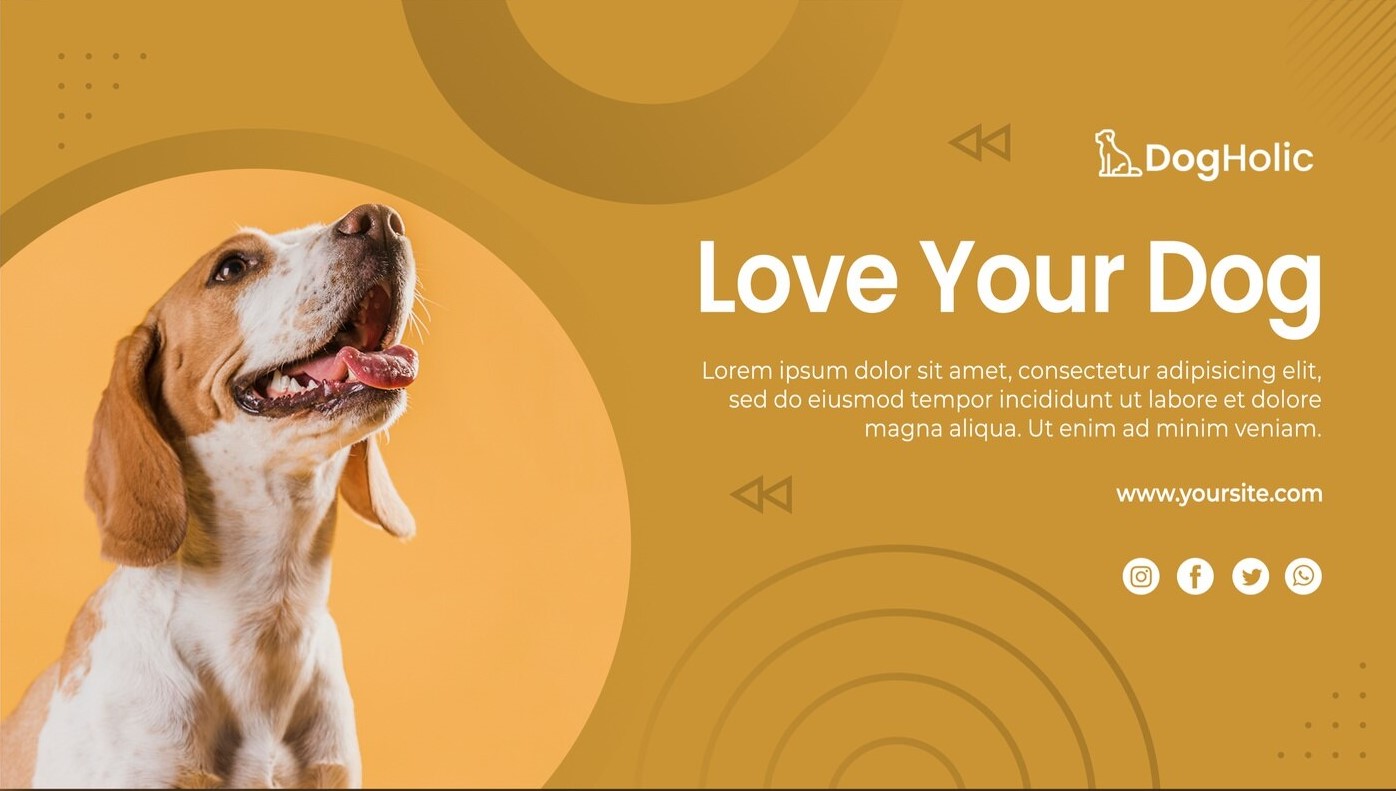 DogHolic
Love Your Dog
Lorem ipsum dolor sit amet, consectetur adipisicing elit,
sed do eiusmod tempor incididunt ut labore et dolore
magna aliqua. Ut enim ad minim veniam.
www.yoursite.com